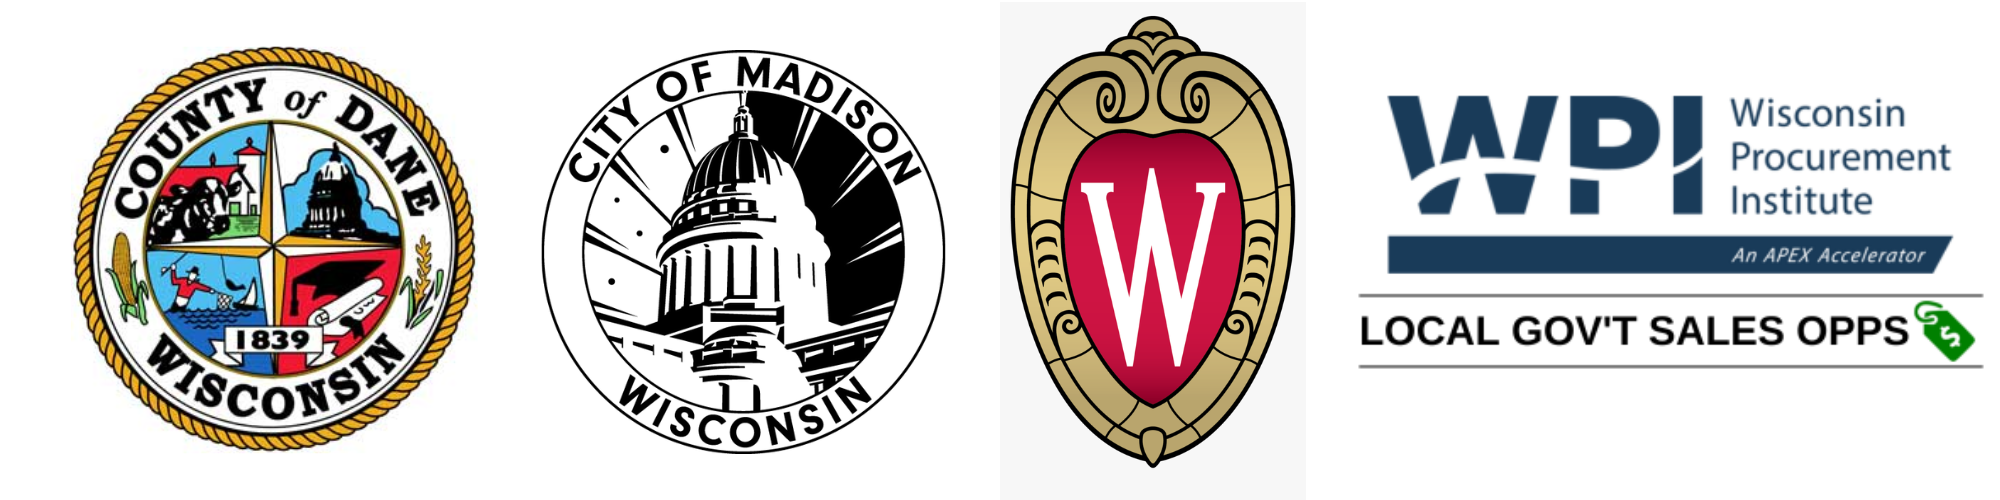 COUNTY of DANE
UW
1839
WISCONSIN
CITY OF MADISON
WISCONSIN
W
WPI
Wisconsin
Procurement
Institute
An APEX Accelerator
LOCAL GOV'T SALES OPPS $